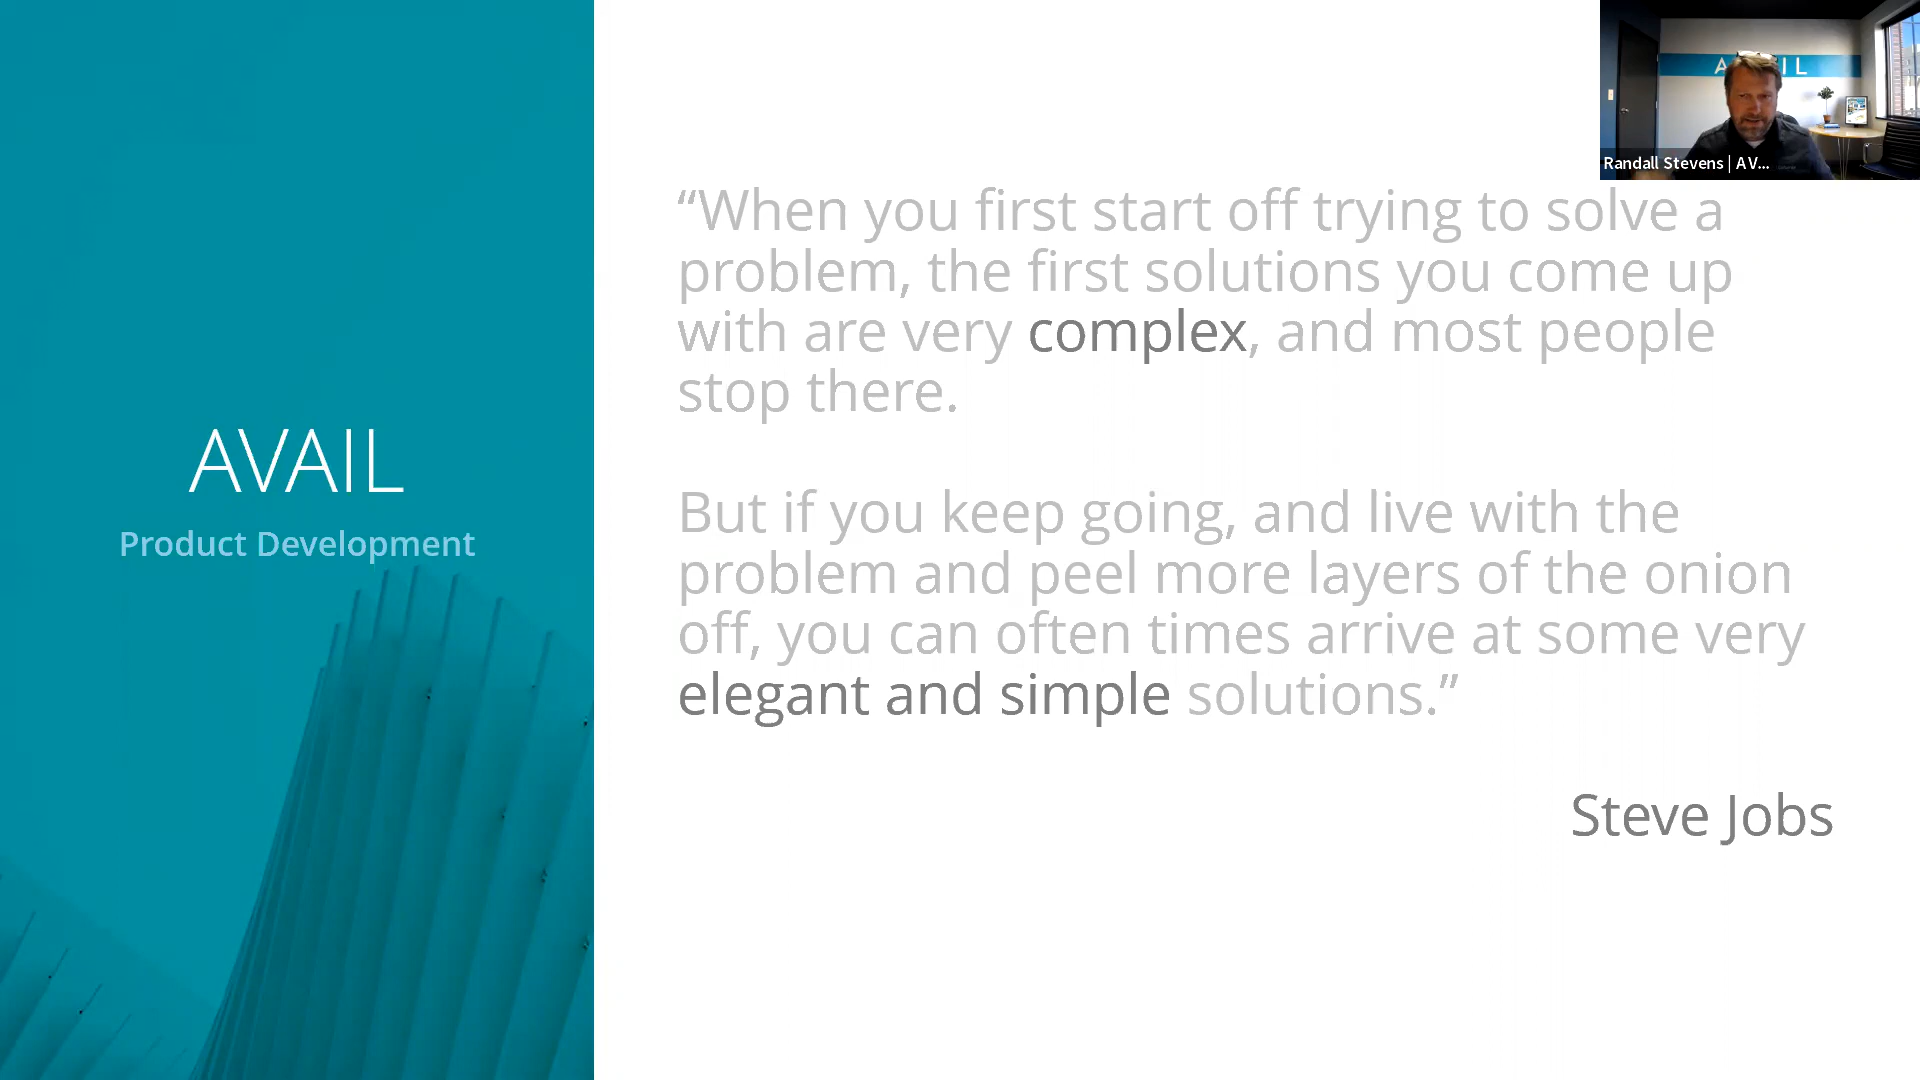 AVAIL
Product Development
“When you first start off trying to solve a
problem, the first solutions you come up
with are very complex, and most people
stop there.
But if you keep going, and live with the
problem and peel more layers of the onion
off, you can often times arrive at some very
elegant and simple solutions.”
Steve Jobs
A IL
Randall Stevens | AV...